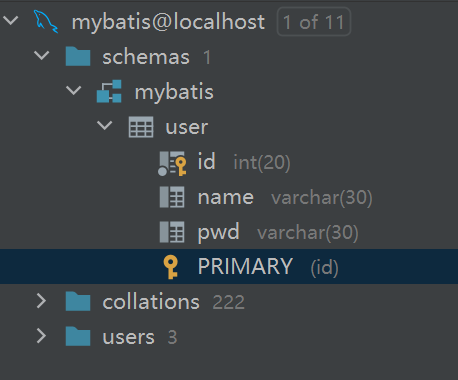 mybatis@localhost 1 of 11
schemas 1
mybatis
user
id int(20)
name varchar(30)
pwd varchar(30)
PRIMARY (id)
collations 222
users 3